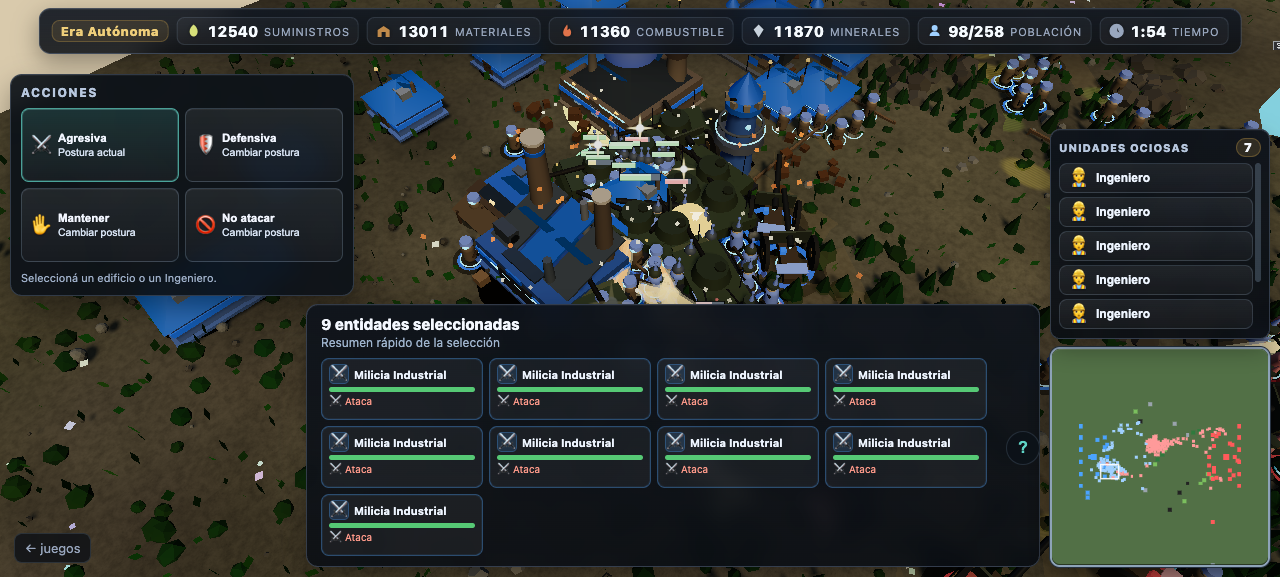 Era Autónoma
12540 SUMINISTROS
13011 MATERIALES
11360 COMBUSTIBLE
11870 MINERALES
98/258 POBLACIÓN
1:54 TIEMPO
ACCIONES
Agresiva
Postura actual
Defensiva
Cambiar postura
Mantener
Cambiar postura
No atacar
Cambiar postura
Seleccioná un edificio o un Ingeniero.
UNIDADES OCIOSAS 7
Ingeniero
Ingeniero
Ingeniero
Ingeniero
Ingeniero
9 entidades seleccionadas
Resumen rápido de la selección
Milicia Industrial
Ataca
Milicia Industrial
Ataca
Milicia Industrial
Ataca
Milicia Industrial
Ataca
Milicia Industrial
Ataca
Milicia Industrial
Ataca
Milicia Industrial
Ataca
Milicia Industrial
Ataca
Milicia Industrial
Ataca
?
← juegos